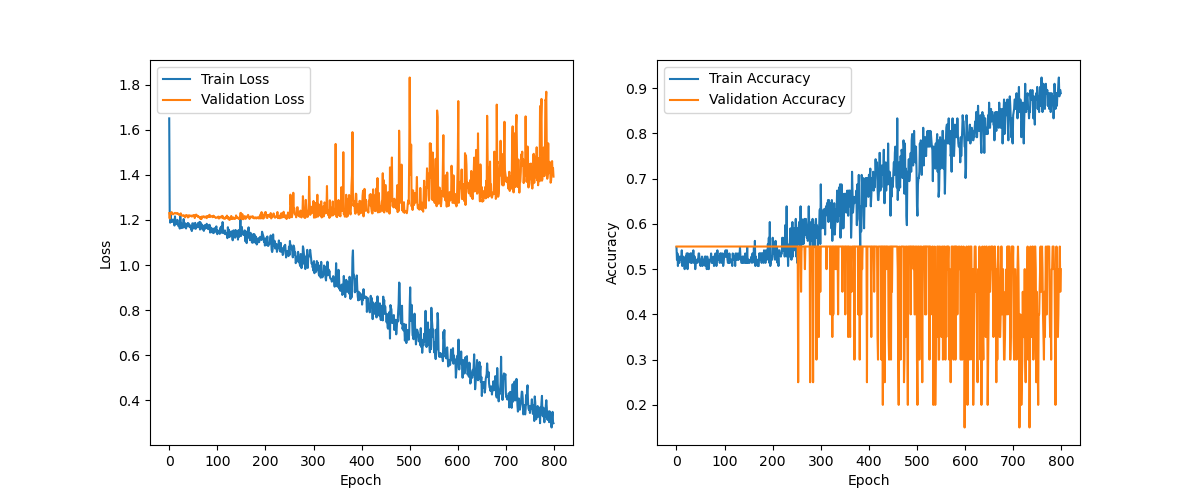 Train Loss
Validation Loss
Loss
1.8
1.6
1.4
1.2
1.0
0.8
0.6
0.4
0 100 200 300 400 500 600 700 800
Epoch
Train Accuracy
Validation Accuracy
Accuracy
0.9
0.8
0.7
0.6
0.5
0.4
0.3
0.2
0 100 200 300 400 500 600 700 800
Epoch